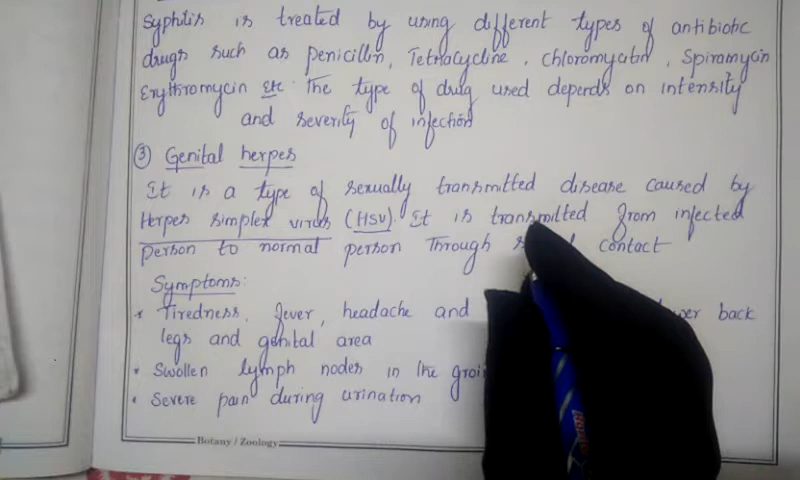 Syphilis is treated by using different types of antibiotic
drugs such as penicillin, Tetracycline, chloromycetin, Spiramycin
Erythromycin Etc. The type of drug used depends on intensity
and severity of infection
③ Genital herpes
It is a type of sexually transmitted disease caused by
Herpes simplex virus (HSV). It is transmitted from infected
person to normal person Through contact
Symptoms:
* Tiredness, fever, headache and back
legs and genital area
* Swollen lymph nodes in the
* Severe pain during urination
Botany / Zoology